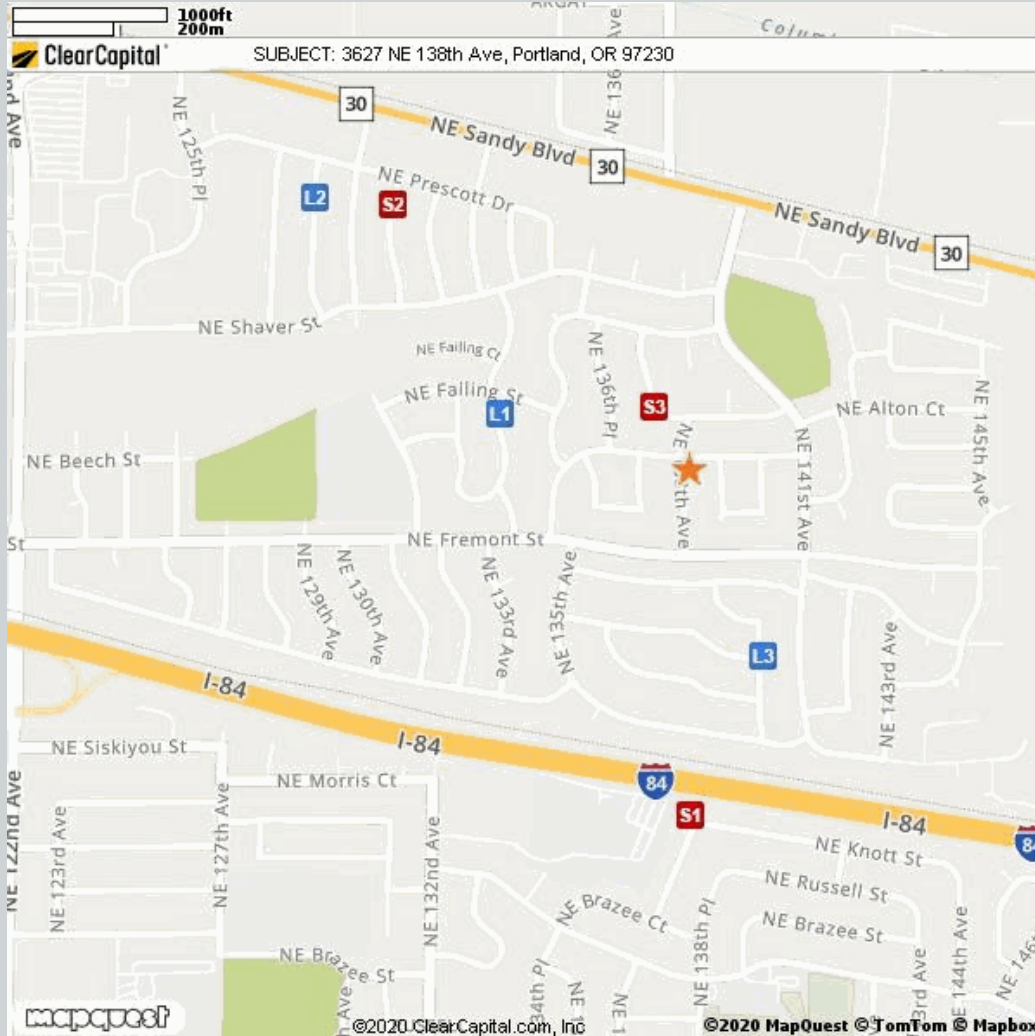 1000ft
200m
ClearCapital
SUBJECT: 3627 NE 138th Ave, Portland, OR 97230
30
NE Sandy Blvd
30
NE Sandy Blvd
30
NE 125th Pl
NE Prescott Dr
L2
S2
NE Shaver St
NE Failing Ct
NE Failing St
L1
NE 136th Pl
S3
NE Alton Ct
NE 145th Ave
NE Beech St
NE 141st Ave
St
NE Fremont St
NE 129th Ave
NE 130th Ave
NE 133rd Ave
NE 135th Ave
L3
NE 143rd Ave
I-84
NE Siskiyou St
I-84
NE Morris Ct
84
S1
I-84
NE 122nd Ave
NE 123rd Ave
NE 127th Ave
NE 132nd Ave
NE Knott St
NE Russell St
NE Brazee Ct
NE Brazee St
NE 138th Pl
NE 144th Ave
NE Brazee St
34th Pl
mapquest
©2020 ClearCapital.com, Inc
©2020 MapQuest © TomTom © Mapbo